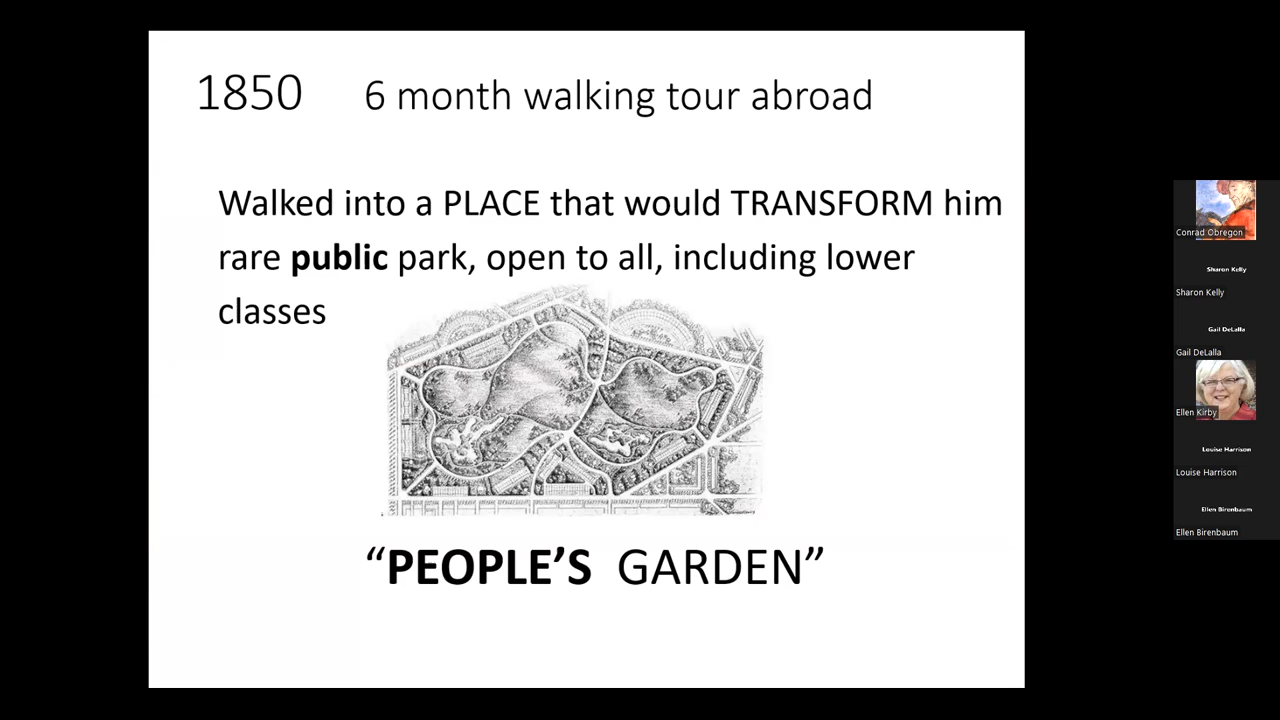 1850 6 month walking tour abroad
Walked into a PLACE that would TRANSFORM him
rare public park, open to all, including lower
classes
“PEOPLE’S GARDEN”
Conrad Obregon
Sharon Kelly
Sharon Kelly
Gail DeLalla
Gail DeLalla
Ellen Kirby
Louise Harrison
Louise Harrison
Ellen Birenbaum
Ellen Birenbaum